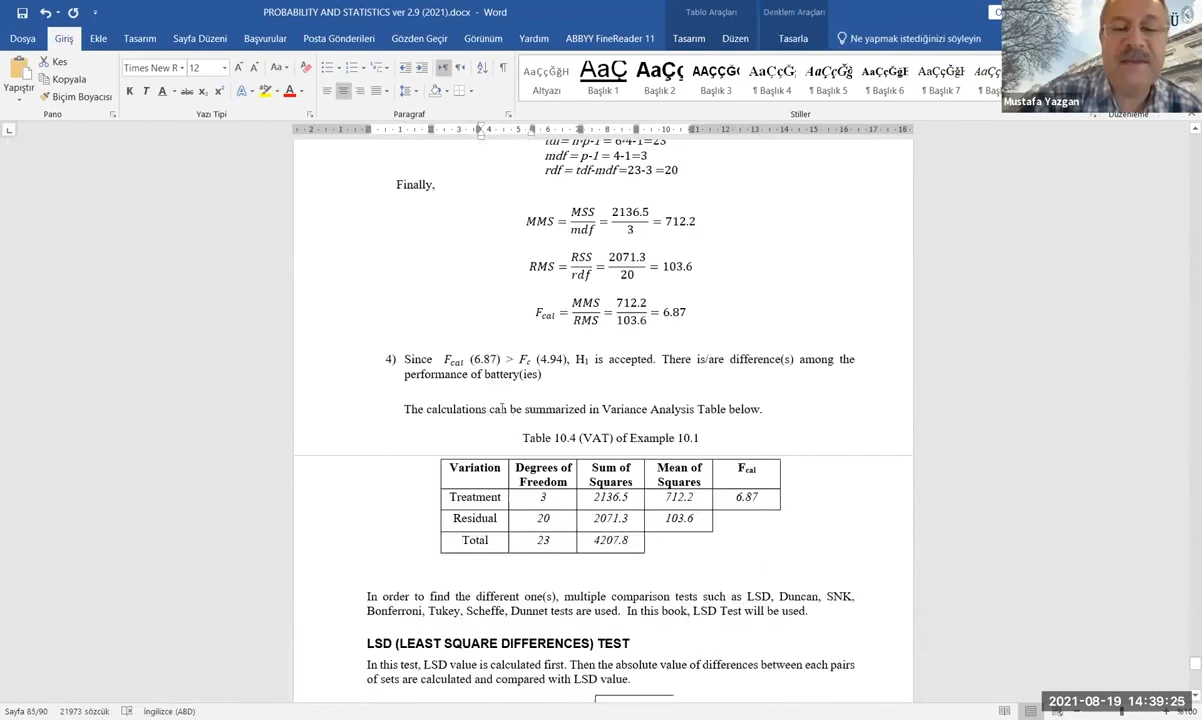 PROBABILITY AND STATISTICS ver 2.9 (2021).docx - Word
Tablo Araçları
Denklem Araçları
Dosya Giriş Ekle Tasarım Sayfa Düzeni Başvurular Posta Gönderileri Gözden Geçir Görünüm Yardım ABBYY FineReader 11 Tasarım Düzen Tasarla Ne yapmak istediğinizi söyleyin
Yapıştır
Kes
Kopyala
Biçim Boyacısı
Times New R 12
AaÇçĞğH AaÇ AaÇç AAÇÇĞ AaÇçĞ AaÇçĞğ AaÇçĞğI AaÇçĞğ
Altyazı Başlık 1 Başlık 2 Başlık 3 ¶ Başlık 4 ¶ Başlık 5 ¶ Başlık 6 ¶ Başlık 7
Mustafa Yazgan
Pano Yazı Tipi Paragraf Stiller Düzenleme
tdf= n·p-1 = 6·4-1=23
mdf = p-1 = 4-1=3
rdf = tdf-mdf =23-3 =20
Finally,
MMS = MSS/mdf = 2136.5/3 = 712.2
RMS = RSS/rdf = 2071.3/20 = 103.6
Fcal = MMS/RMS = 712.2/103.6 = 6.87
4) Since Fcal (6.87) > Fc (4.94), H1 is accepted. There is/are difference(s) among the
performance of battery(ies)
The calculations can be summarized in Variance Analysis Table below.
Table 10.4 (VAT) of Example 10.1
Variation Degrees of Freedom Sum of Squares Mean of Squares Fcal
Treatment 3 2136.5 712.2 6.87
Residual 20 2071.3 103.6
Total 23 4207.8
In order to find the different one(s), multiple comparison tests such as LSD, Duncan, SNK,
Bonferroni, Tukey, Scheffe, Dunnet tests are used. In this book, LSD Test will be used.
LSD (LEAST SQUARE DIFFERENCES) TEST
In this test, LSD value is calculated first. Then the absolute value of differences between each pairs
of sets are calculated and compared with LSD value.
Sayfa 85/90 21973 sözcük İngilizce (ABD)
2021-08-19 14:39:25
%100